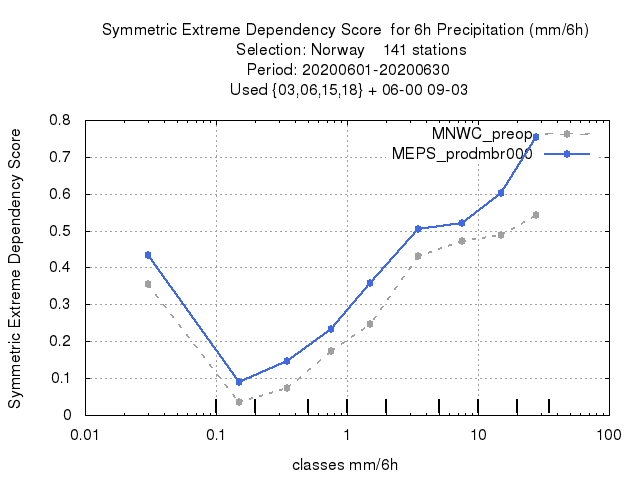 Symmetric Extreme Dependency Score  for 6h Precipitation (mm/6h)
Selection: Norway    141 stations
Period: 20200601-20200630
Used {03,06,15,18} + 06-00 09-03
MNWC_preop
MEPS_prodmbr000
Symmetric Extreme Dependency Score
0.8
0.7
0.6
0.5
0.4
0.3
0.2
0.1
0
0.01 0.1 1 10 100
classes mm/6h